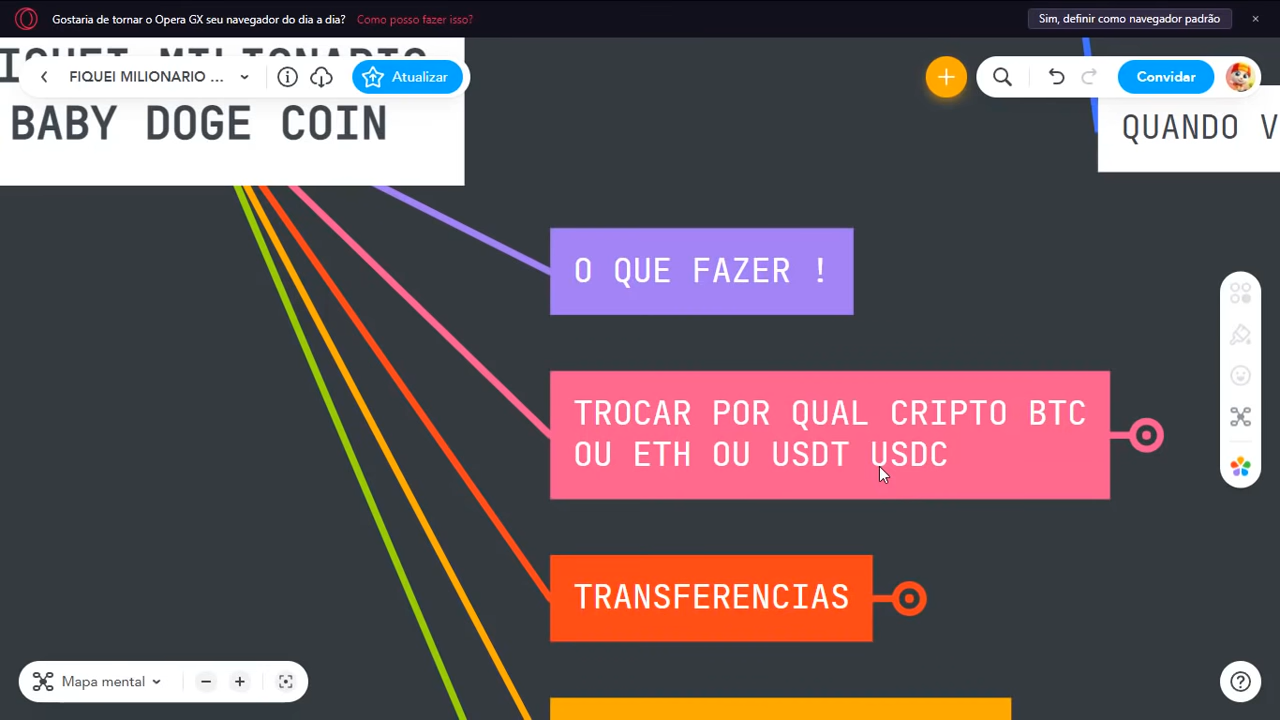 Gostaria de tornar o Opera GX seu navegador do dia a dia? Como posso fazer isso?
Sim, definir como navegador padrão
FIQUEI MILIONARIO ...
Atualizar
Convidar
BABY DOGE COIN
QUANDO V
O QUE FAZER !
TROCAR POR QUAL CRIPTO BTC
OU ETH OU USDT USDC
TRANSFERENCIAS
Mapa mental